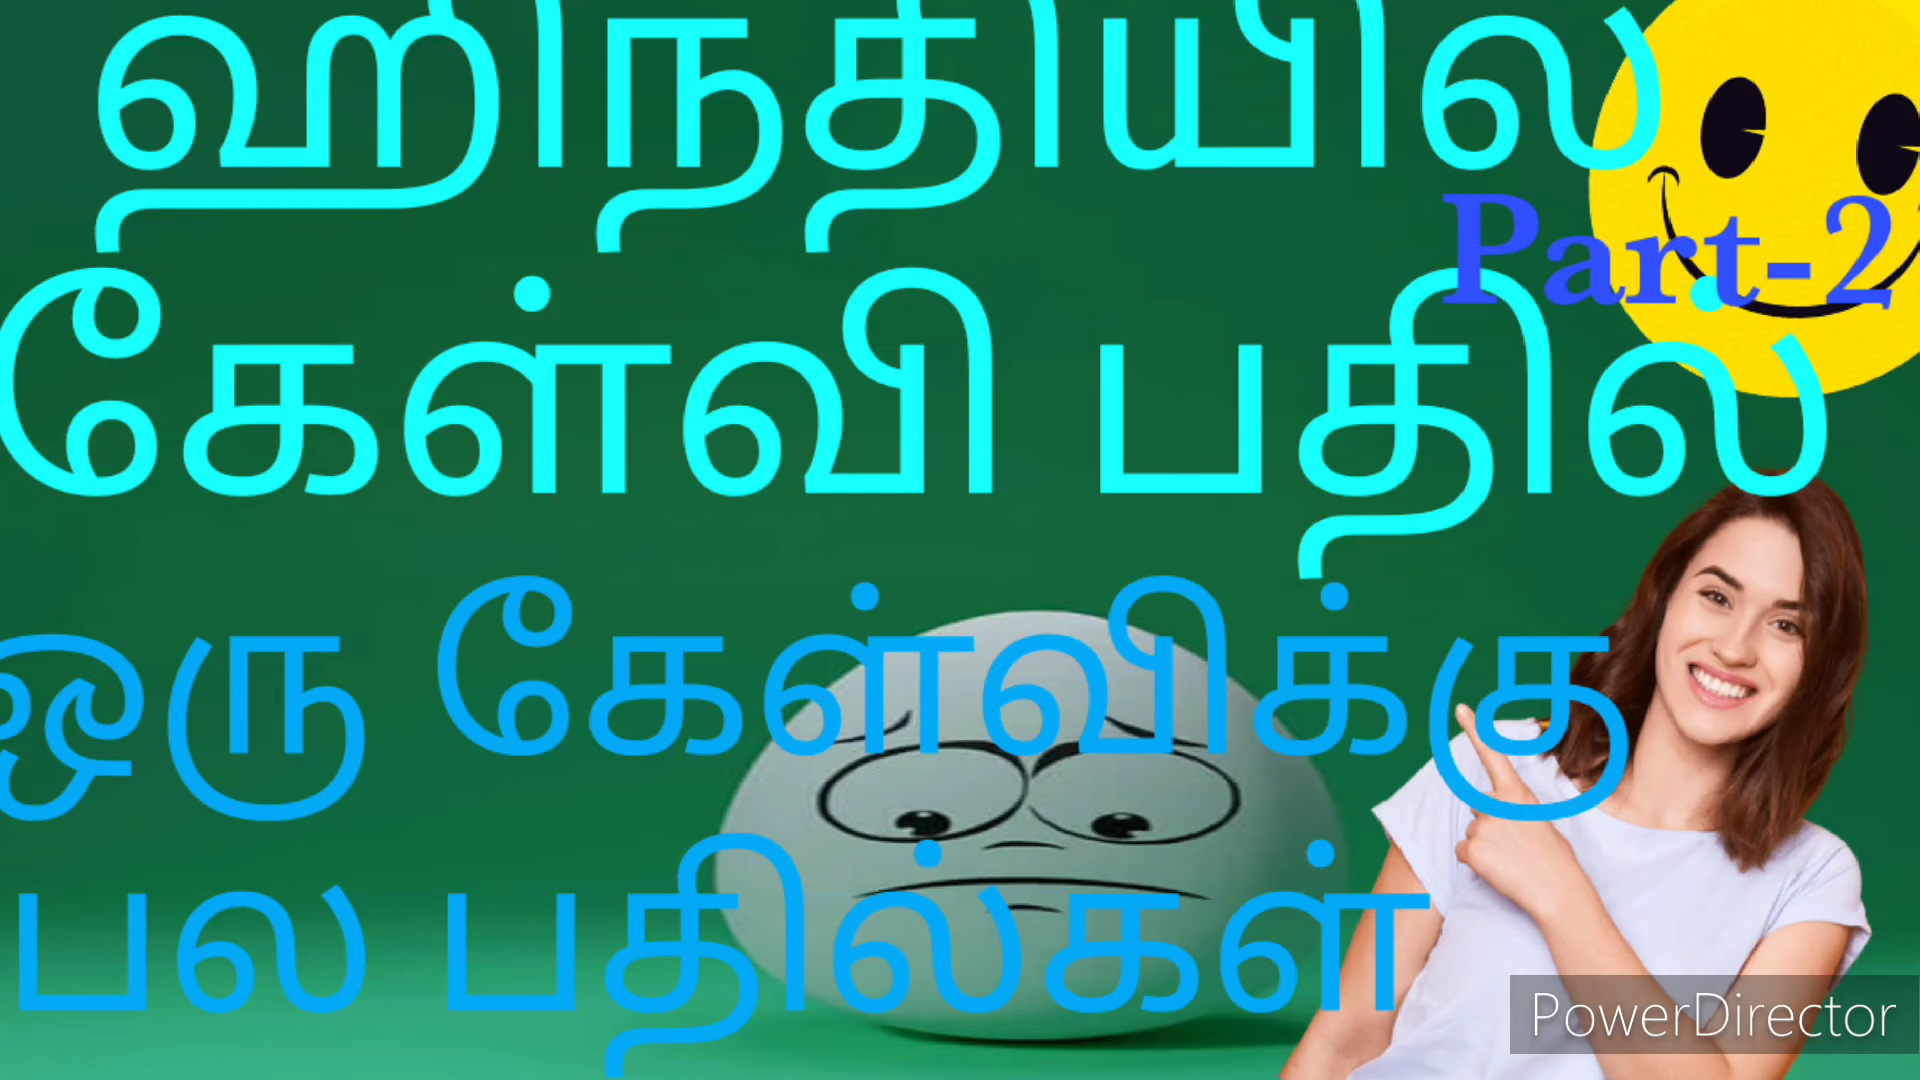 ஹிந்தியில்
Part-2
கேள்வி பதில்
ஒரு கேள்விக்கு
பல பதில்கள்
PowerDirector